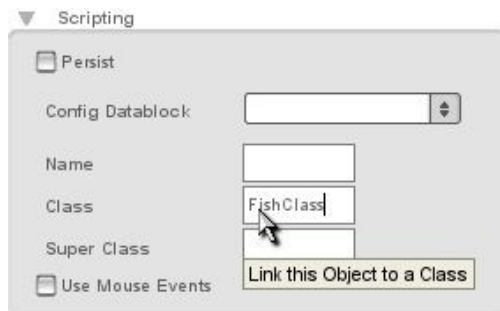 Scripting
Persist
Config Datablock
Name
Class FishClass
Super Class
Link this Object to a Class
Use Mouse Events